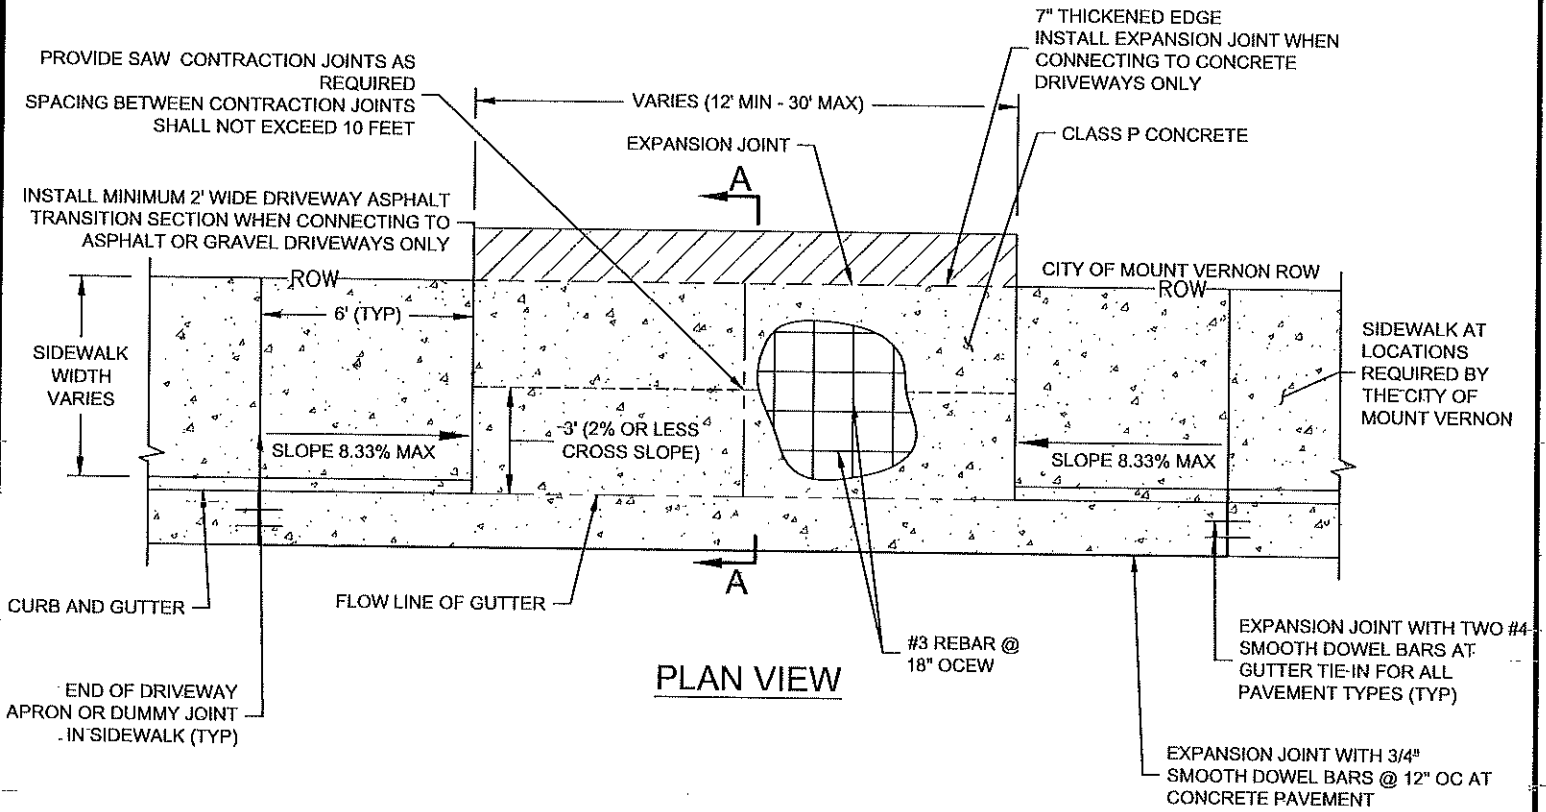 7" THICKENED EDGE
INSTALL EXPANSION JOINT WHEN
CONNECTING TO CONCRETE
DRIVEWAYS ONLY
PROVIDE SAW CONTRACTION JOINTS AS
REQUIRED
SPACING BETWEEN CONTRACTION JOINTS
SHALL NOT EXCEED 10 FEET
VARIES (12' MIN - 30' MAX)
EXPANSION JOINT
CLASS P CONCRETE
A
INSTALL MINIMUM 2' WIDE DRIVEWAY ASPHALT
TRANSITION SECTION WHEN CONNECTING TO
ASPHALT OR GRAVEL DRIVEWAYS ONLY
ROW
CITY OF MOUNT VERNON ROW
ROW
6' (TYP)
SIDEWALK
WIDTH
VARIES
SIDEWALK AT
LOCATIONS
REQUIRED BY
THE CITY OF
MOUNT VERNON
SLOPE 8.33% MAX
3' (2% OR LESS
CROSS SLOPE)
SLOPE 8.33% MAX
A
CURB AND GUTTER
FLOW LINE OF GUTTER
#3 REBAR @
18" OCEW
EXPANSION JOINT WITH TWO #4
SMOOTH DOWEL BARS AT
GUTTER TIE-IN FOR ALL
PAVEMENT TYPES (TYP)
PLAN VIEW
END OF DRIVEWAY
APRON OR DUMMY JOINT
IN SIDEWALK (TYP)
EXPANSION JOINT WITH 3/4"
SMOOTH DOWEL BARS @ 12" OC AT
CONCRETE PAVEMENT